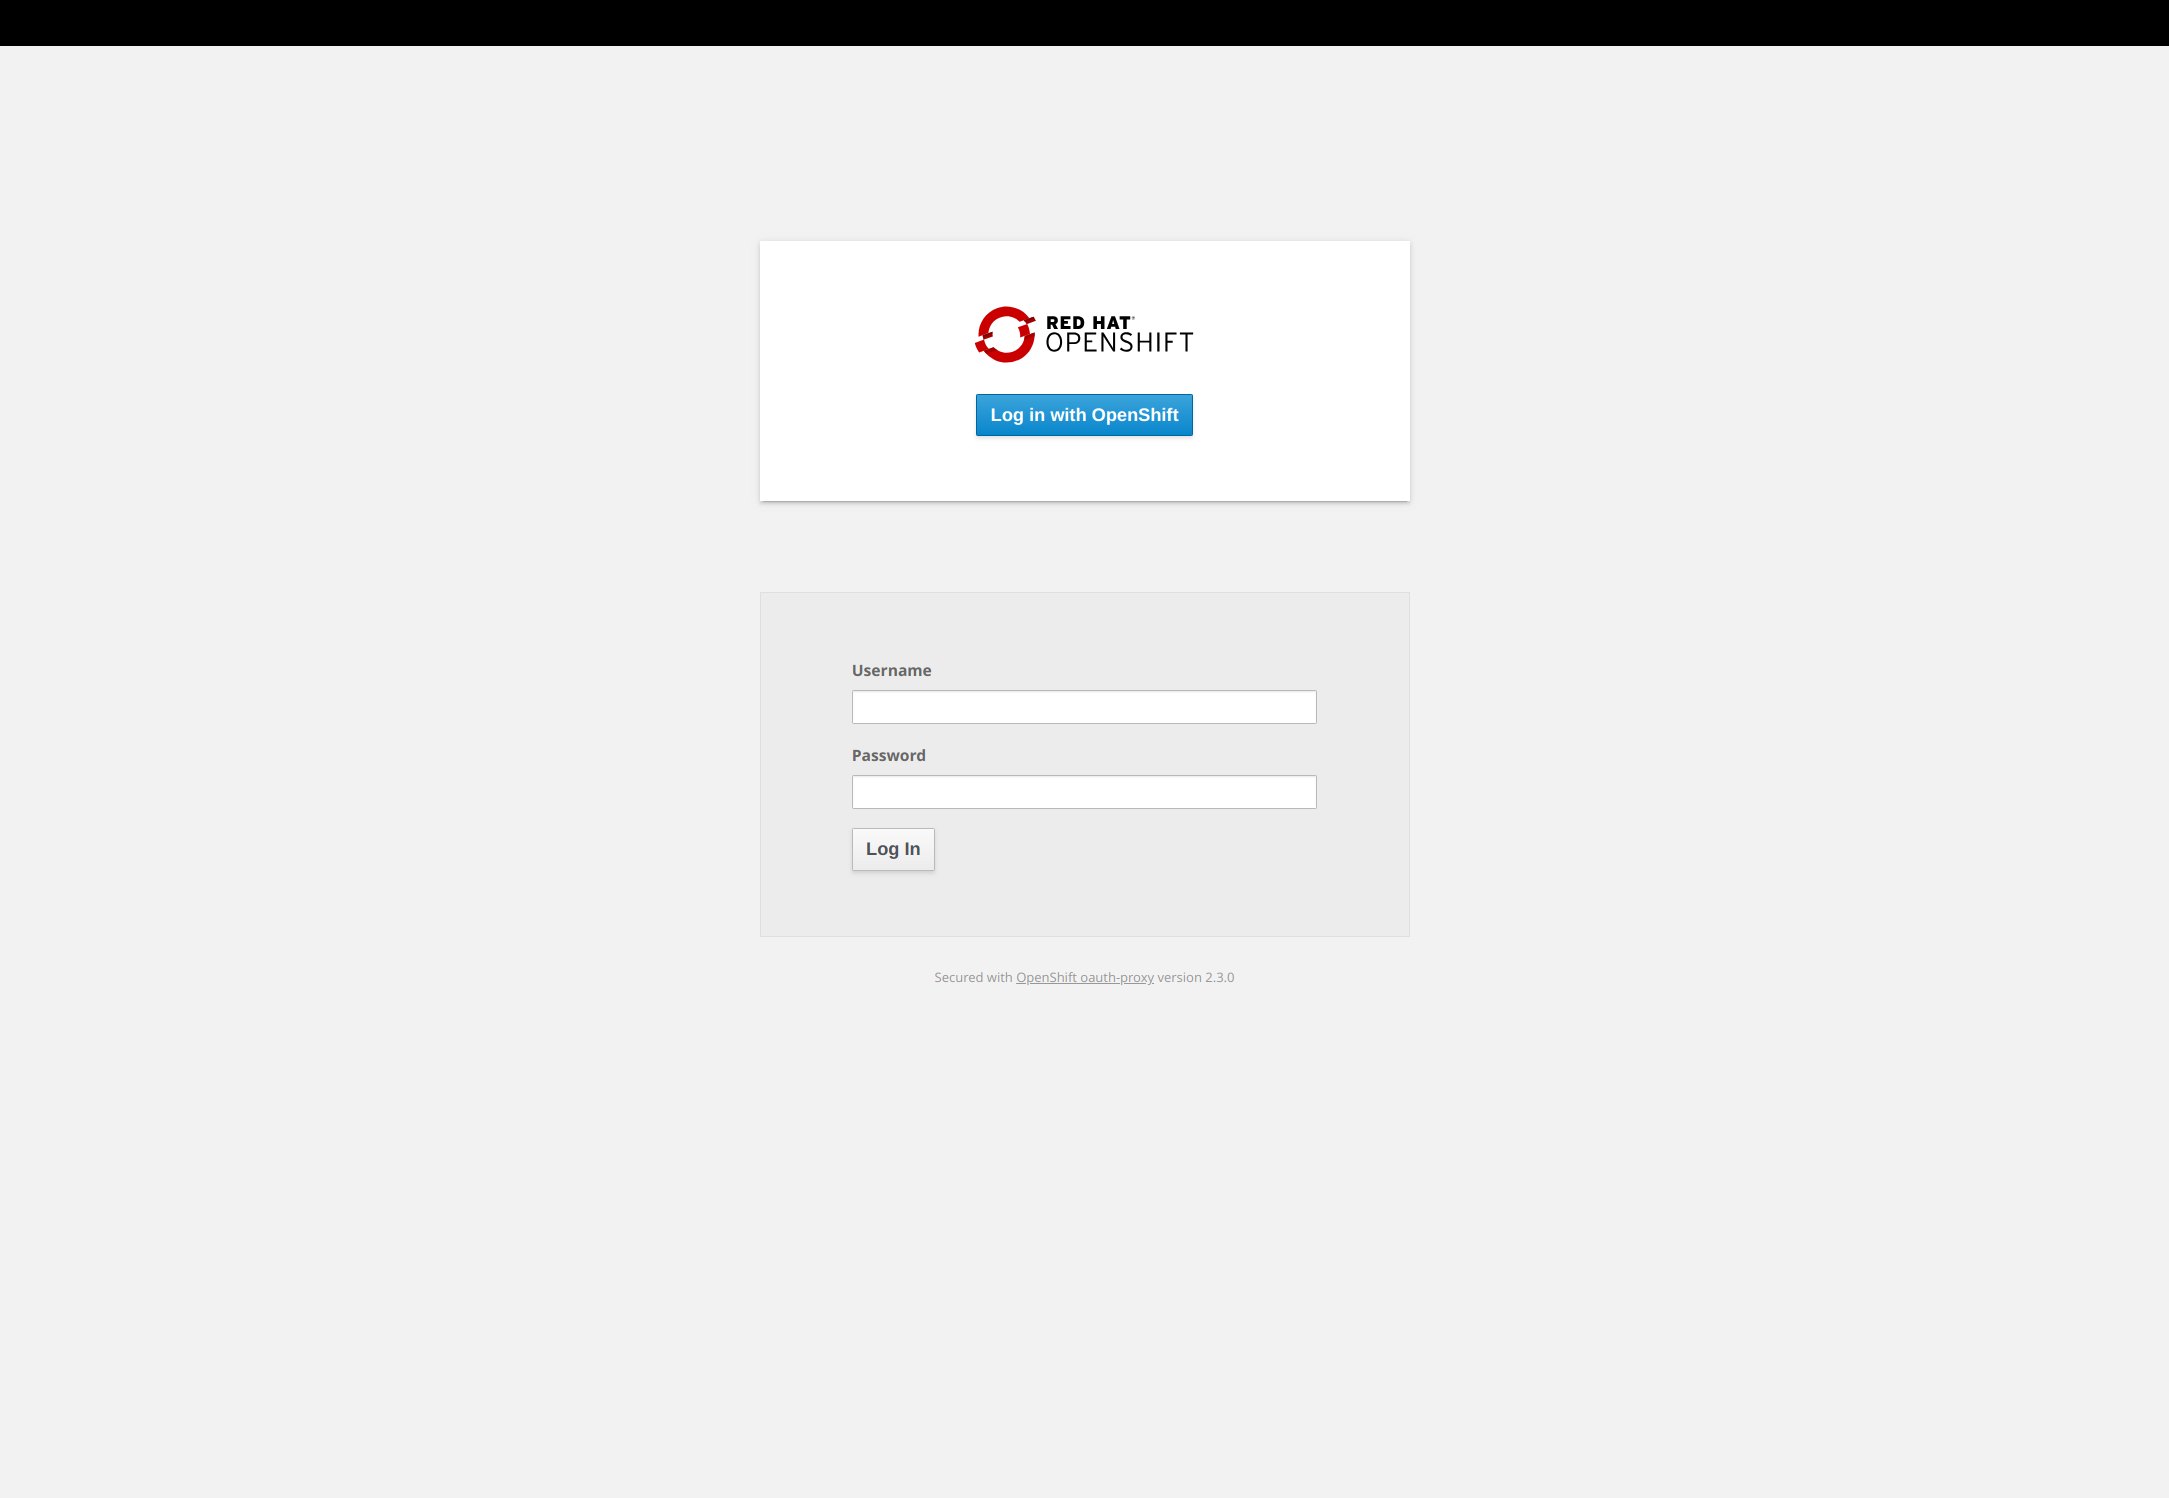 RED HAT
OPENSHIFT
Log in with OpenShift
Username
Password
Log In
Secured with OpenShift oauth-proxy version 2.3.0